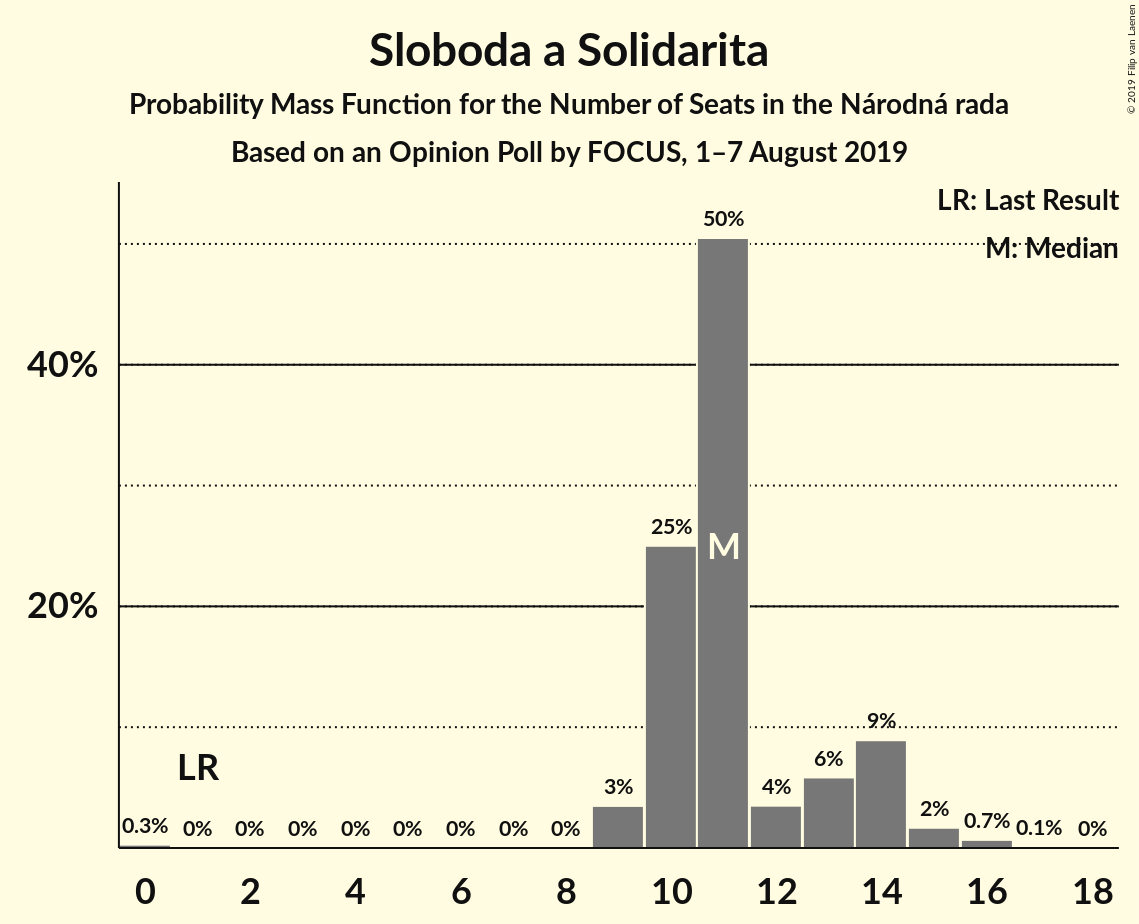 Sloboda a Solidarita
Probability Mass Function for the Number of Seats in the Národná rada
Based on an Opinion Poll by FOCUS, 1–7 August 2019
© 2019 Filip van Laenen
LR: Last Result
M: Median
50%
40%
25%
M
20%
9%
LR
6%
3%
4%
2%
0.3% 0% 0% 0% 0% 0% 0% 0% 0% 0.7% 0.1% 0%
0 2 4 6 8 10 12 14 16 18